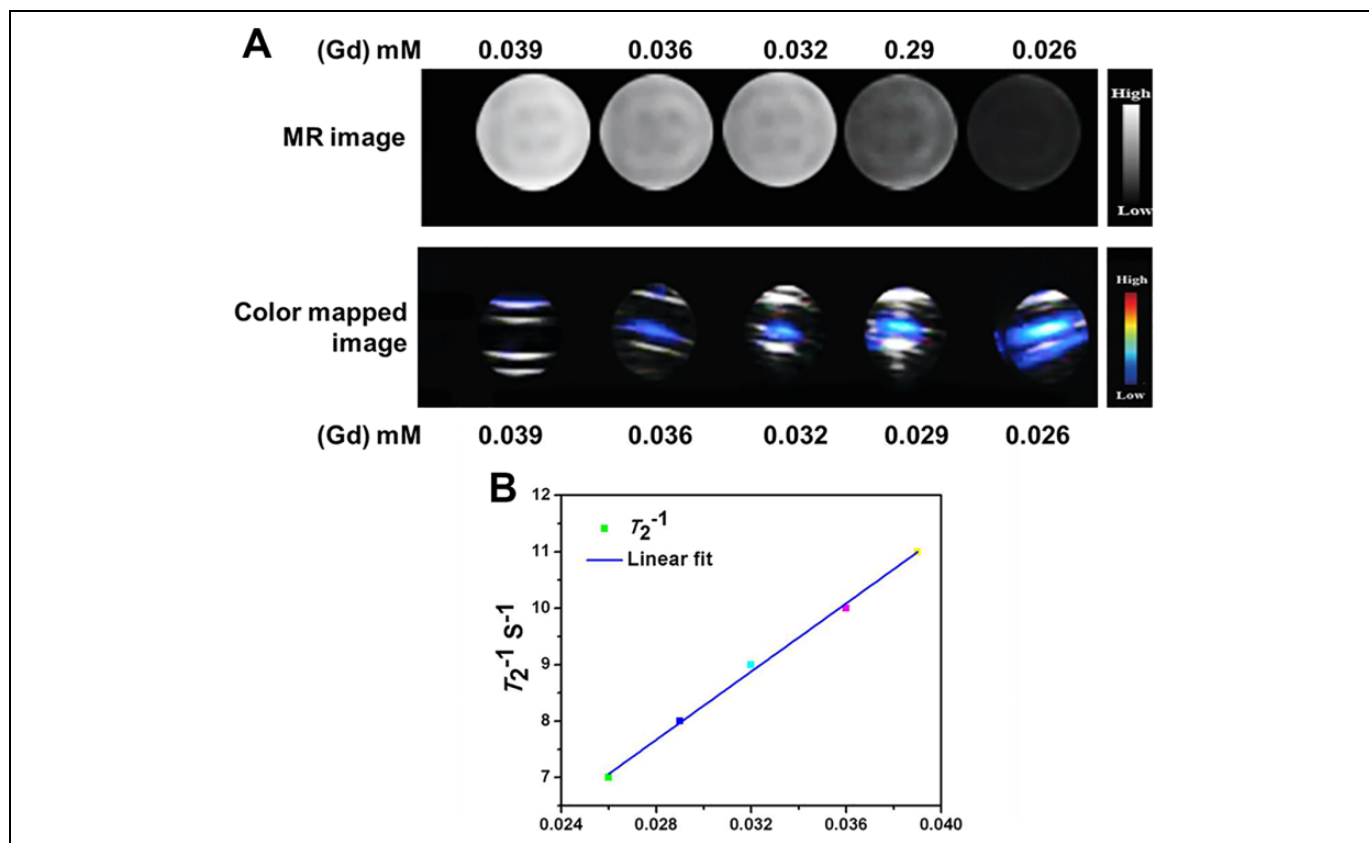 A (Gd) mM 0.039 0.036 0.032 0.29 0.026
MR image
High
Low
Color mapped
image
High
Low
(Gd) mM 0.039 0.036 0.032 0.029 0.026
B
12
11
10
9
8
7
T₂⁻¹ S⁻¹
T₂⁻¹
Linear fit
0.024 0.028 0.032 0.036 0.040